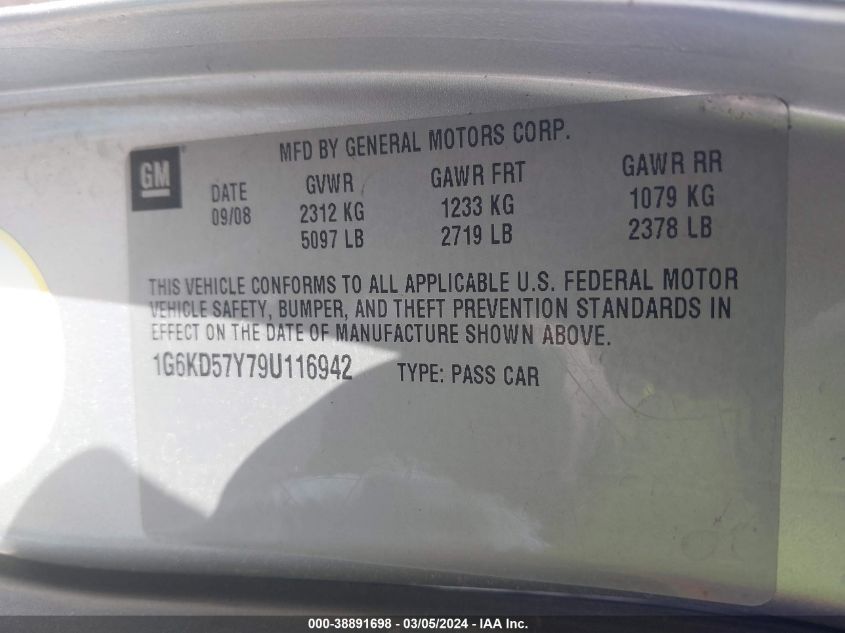 MFD BY GENERAL MOTORS CORP.
GM
DATE GVWR GAWR FRT GAWR RR
09/08 2312 KG 1233 KG 1079 KG
5097 LB 2719 LB 2378 LB
THIS VEHICLE CONFORMS TO ALL APPLICABLE U.S. FEDERAL MOTOR
VEHICLE SAFETY, BUMPER, AND THEFT PREVENTION STANDARDS IN
EFFECT ON THE DATE OF MANUFACTURE SHOWN ABOVE.
1G6KD57Y79U116942 TYPE: PASS CAR
000-38891698 - 03/05/2024 - IAA Inc.